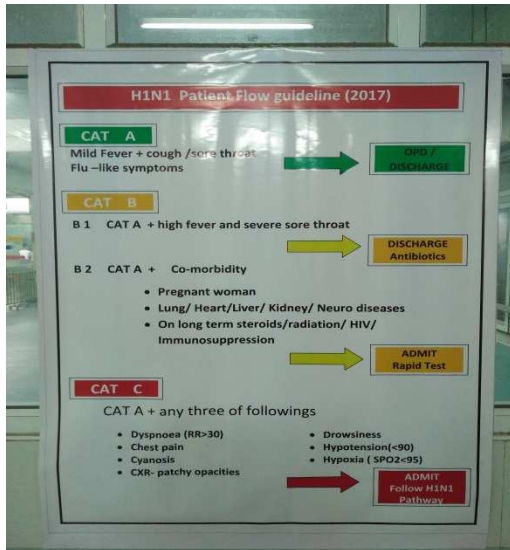 H1N1 Patient Flow guideline (2017)
CAT A
Mild Fever + cough /sore throat
Flu –like symptoms
OPD /
DISCHARGE
CAT B
B 1 CAT A + high fever and severe sore throat
DISCHARGE
Antibiotics
B 2 CAT A + Co-morbidity
• Pregnant woman
• Lung/ Heart/Liver/ Kidney/ Neuro diseases
• On long term steroids/radiation/ HIV/
Immunosuppression
ADMIT
Rapid Test
CAT C
CAT A + any three of followings
• Dyspnoea (RR>30)
• Chest pain
• Cyanosis
• CXR- patchy opacities
• Drowsiness
• Hypotension(<90)
• Hypoxia ( SPO2<95)
ADMIT
Follow H1N1
Pathway